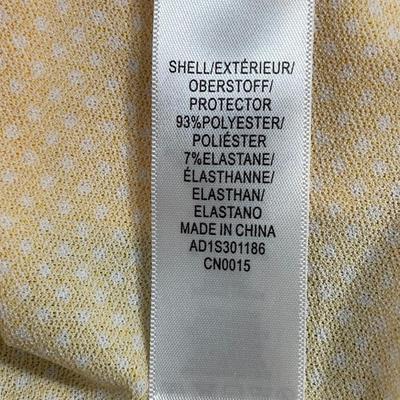 SHELL/EXTÉRIEUR/
OBERSTOFF/
PROTECTOR
93%POLYESTER/
POLIÉSTER
7%ELASTANE/
ÉLASTHANNE/
ELASTHAN/
ELASTANO
MADE IN CHINA
AD1S301186
CN0015